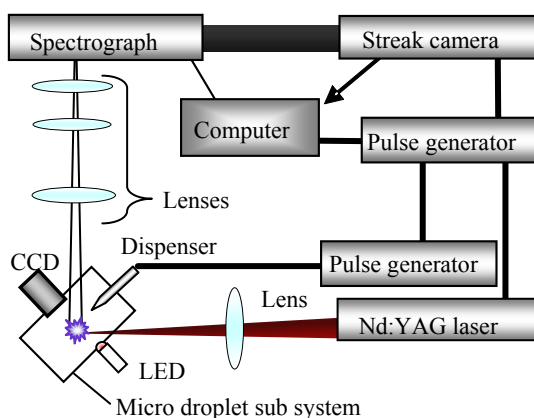 Spectrograph
Streak camera
Computer
Pulse generator
Lenses
Dispenser
CCD
Pulse generator
Lens
Nd:YAG laser
LED
Micro droplet sub system